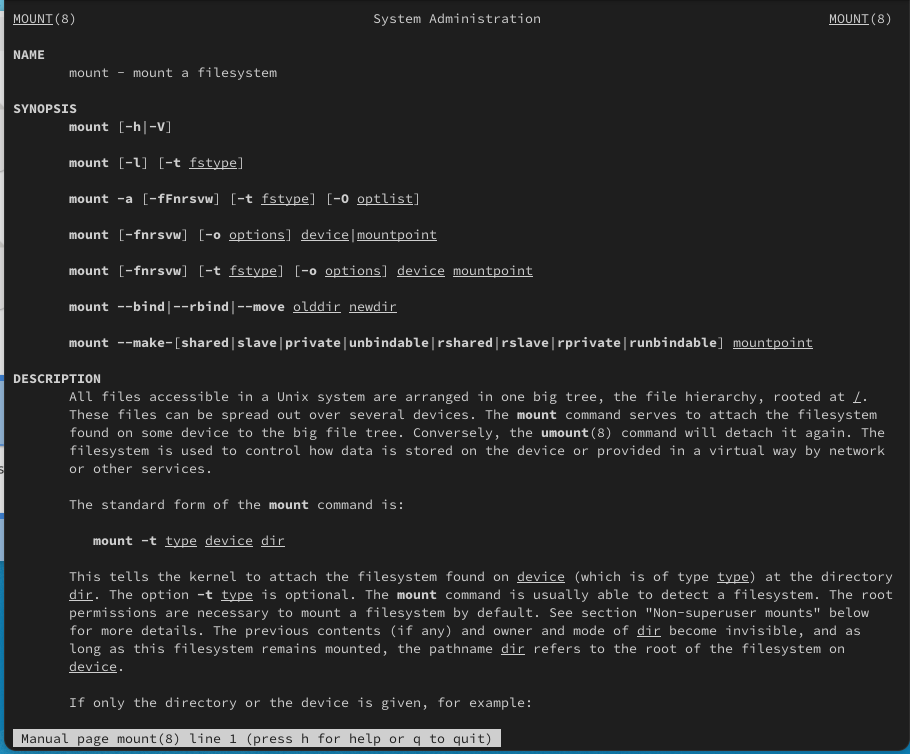 MOUNT(8) System Administration MOUNT(8)
NAME
mount - mount a filesystem
SYNOPSIS
mount [-h|-V]
mount [-l] [-t fstype]
mount -a [-fFnrsvw] [-t fstype] [-O optlist]
mount [-fnrsvw] [-o options] device|mountpoint
mount [-fnrsvw] [-t fstype] [-o options] device mountpoint
mount --bind|--rbind|--move olddir newdir
mount --make-[shared|slave|private|unbindable|rshared|rslave|rprivate|runbindable] mountpoint
DESCRIPTION
All files accessible in a Unix system are arranged in one big tree, the file hierarchy, rooted at /.
These files can be spread out over several devices. The mount command serves to attach the filesystem
found on some device to the big file tree. Conversely, the umount(8) command will detach it again. The
filesystem is used to control how data is stored on the device or provided in a virtual way by network
or other services.
The standard form of the mount command is:
mount -t type device dir
This tells the kernel to attach the filesystem found on device (which is of type type) at the directory
dir. The option -t type is optional. The mount command is usually able to detect a filesystem. The root
permissions are necessary to mount a filesystem by default. See section "Non-superuser mounts" below
for more details. The previous contents (if any) and owner and mode of dir become invisible, and as
long as this filesystem remains mounted, the pathname dir refers to the root of the filesystem on
device.
If only the directory or the device is given, for example:
Manual page mount(8) line 1 (press h for help or q to quit)